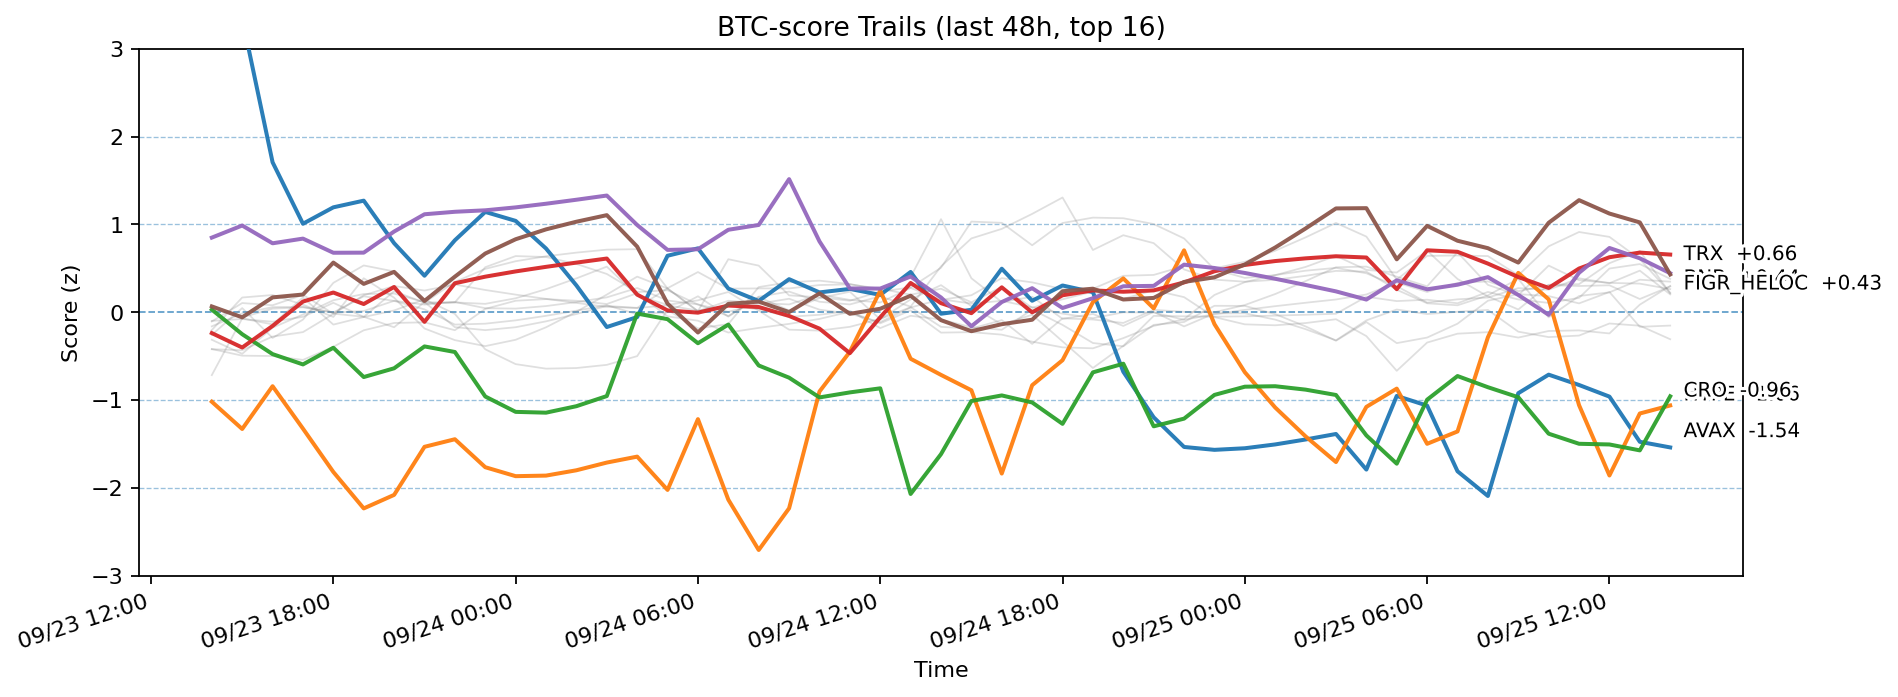 BTC-score Trails (last 48h, top 16)
Score (z)
3
2
1
0
−1
−2
−3
TRX +0.66
FIGR_HELOC +0.43
CRO -0.96
AVAX -1.54
09/23 12:00
09/23 18:00
09/24 00:00
09/24 06:00
09/24 12:00
09/24 18:00
09/25 00:00
09/25 06:00
09/25 12:00
Time